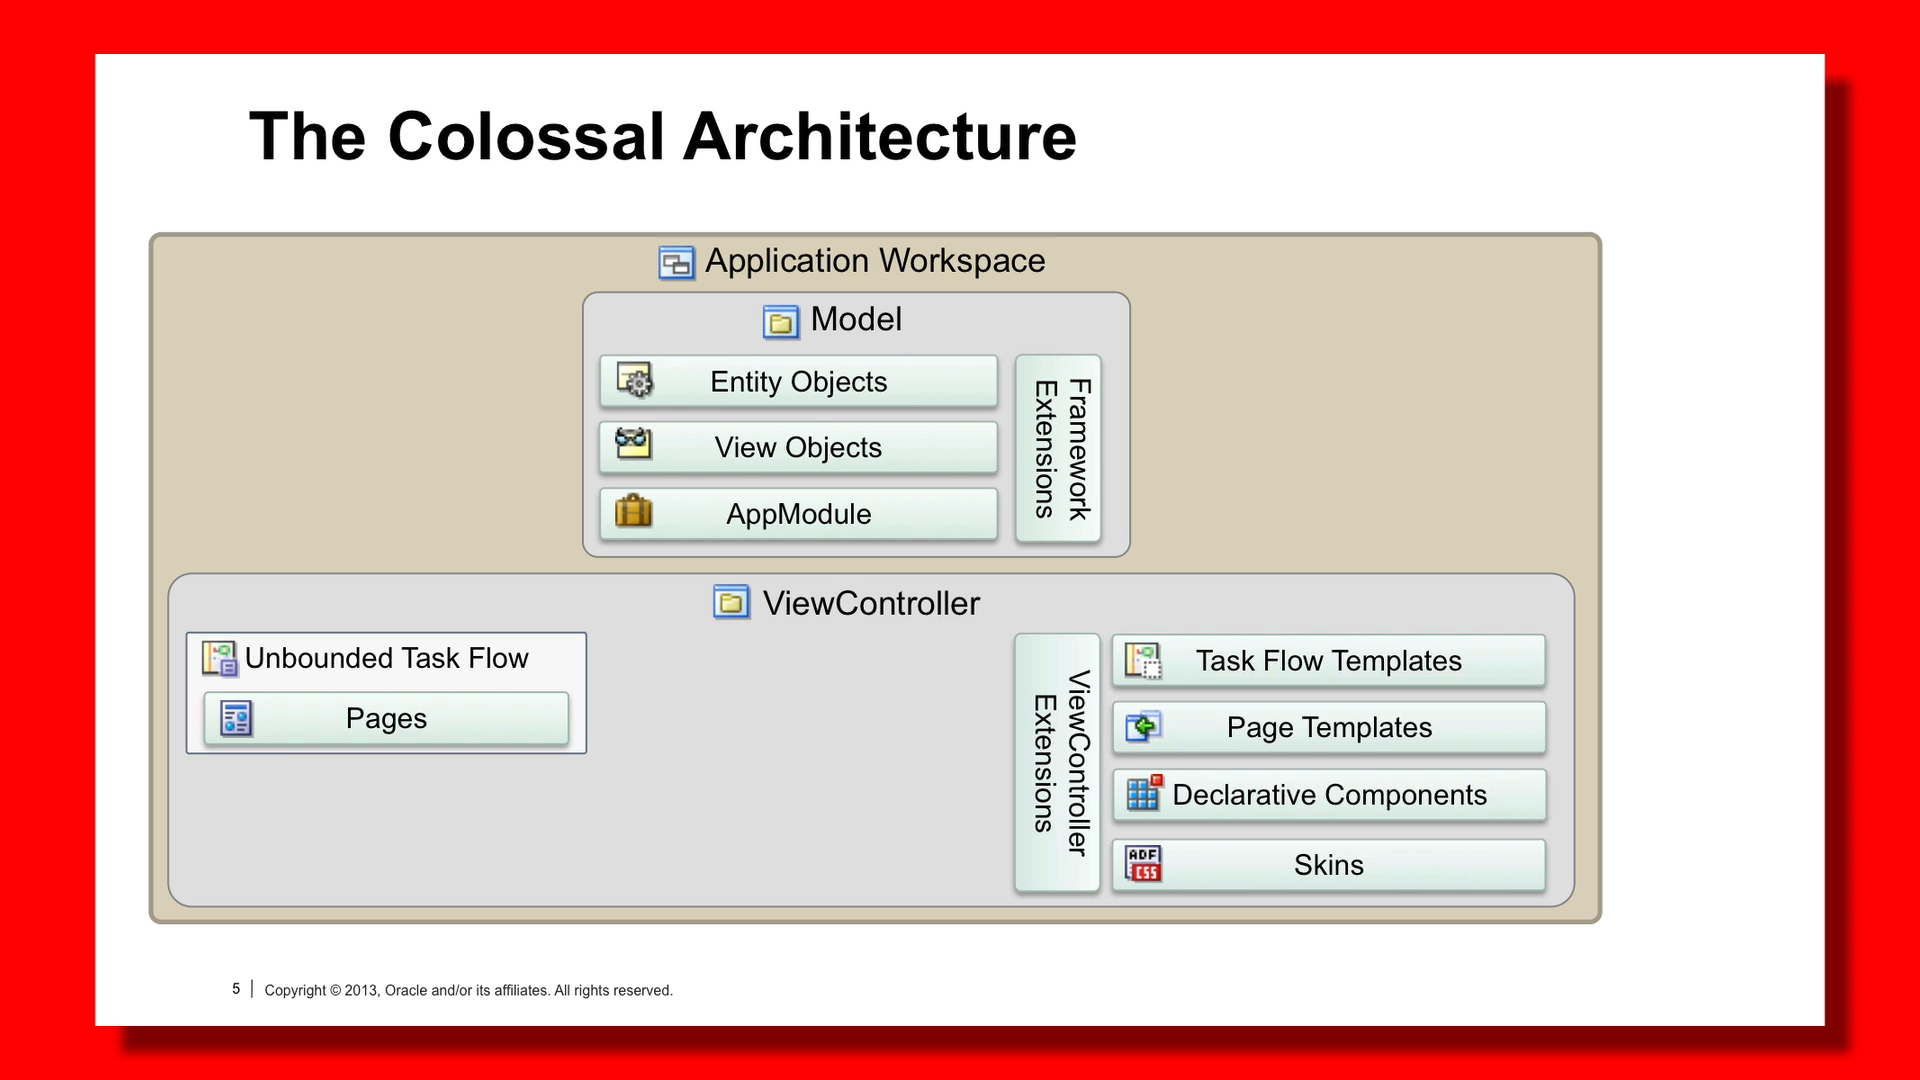 The Colossal Architecture
Application Workspace
Model
Entity Objects
View Objects
AppModule
Framework
Extensions
ViewController
Unbounded Task Flow
Pages
ViewController
Extensions
Task Flow Templates
Page Templates
Declarative Components
ADF
CSS
Skins
5
Copyright © 2013, Oracle and/or its affiliates. All rights reserved.